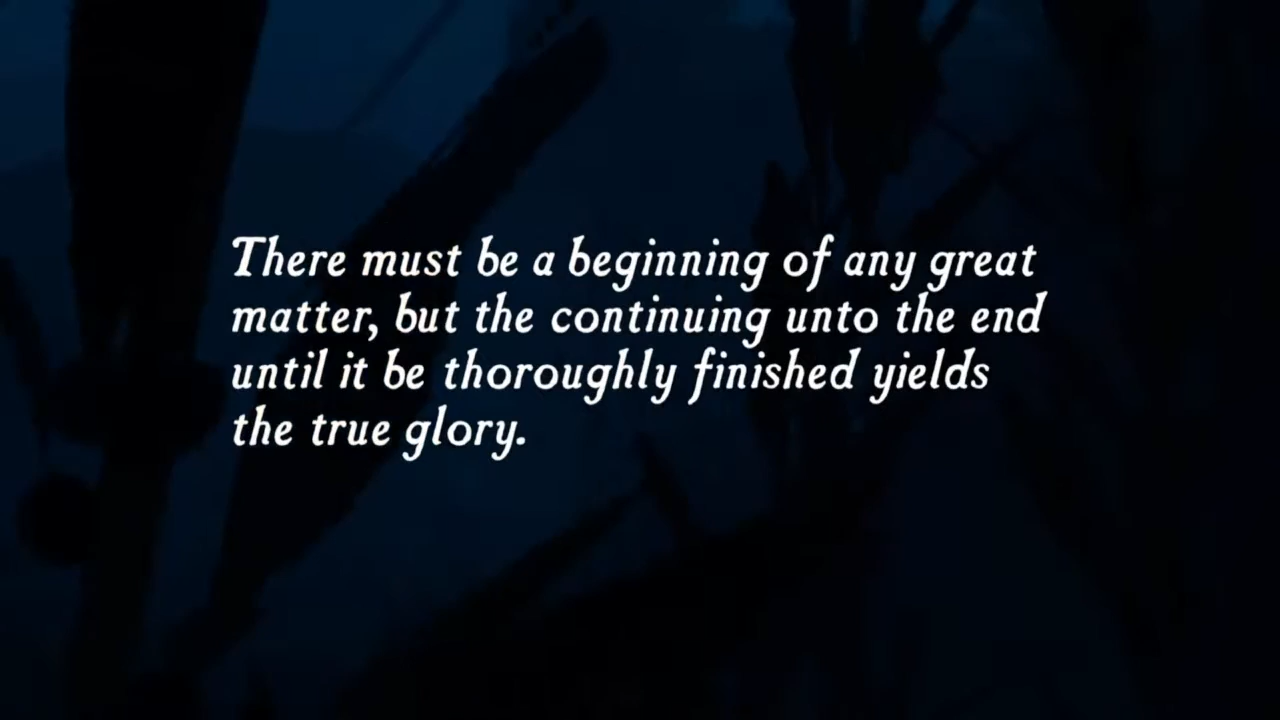 There must be a beginning of any great
matter, but the continuing unto the end
until it be thoroughly finished yields
the true glory.